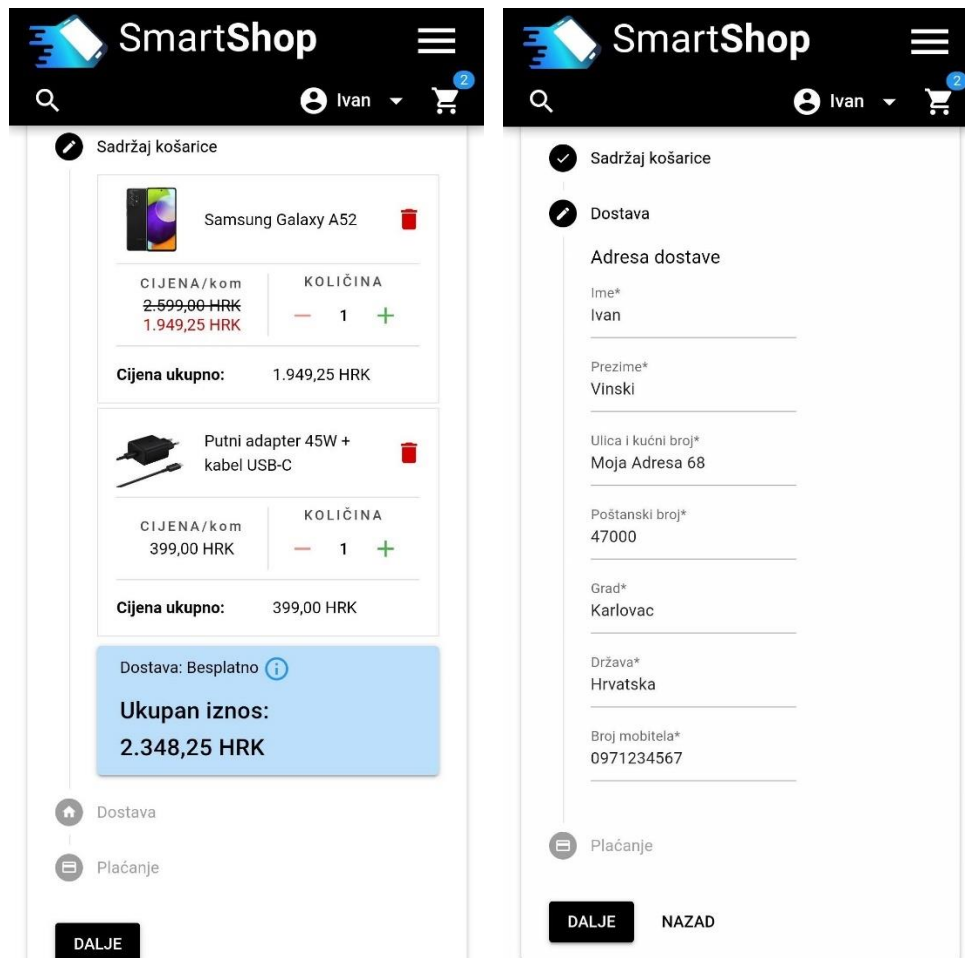 SmartShop
2
Ivan
Sadržaj košarice
Samsung Galaxy A52
CIJENA/kom
2.599,00 HRK
1.949,25 HRK
KOLIČINA
1
Cijena ukupno: 1.949,25 HRK
Putni adapter 45W +
kabel USB-C
CIJENA/kom
399,00 HRK
KOLIČINA
1
Cijena ukupno: 399,00 HRK
Dostava: Besplatno
Ukupan iznos:
2.348,25 HRK
Dostava
Plaćanje
DALJE
SmartShop
2
Ivan
Sadržaj košarice
Dostava
Adresa dostave
Ime*
Ivan
Prezime*
Vinski
Ulica i kućni broj*
Moja Adresa 68
Poštanski broj*
47000
Grad*
Karlovac
Država*
Hrvatska
Broj mobitela*
0971234567
Plaćanje
DALJE NAZAD